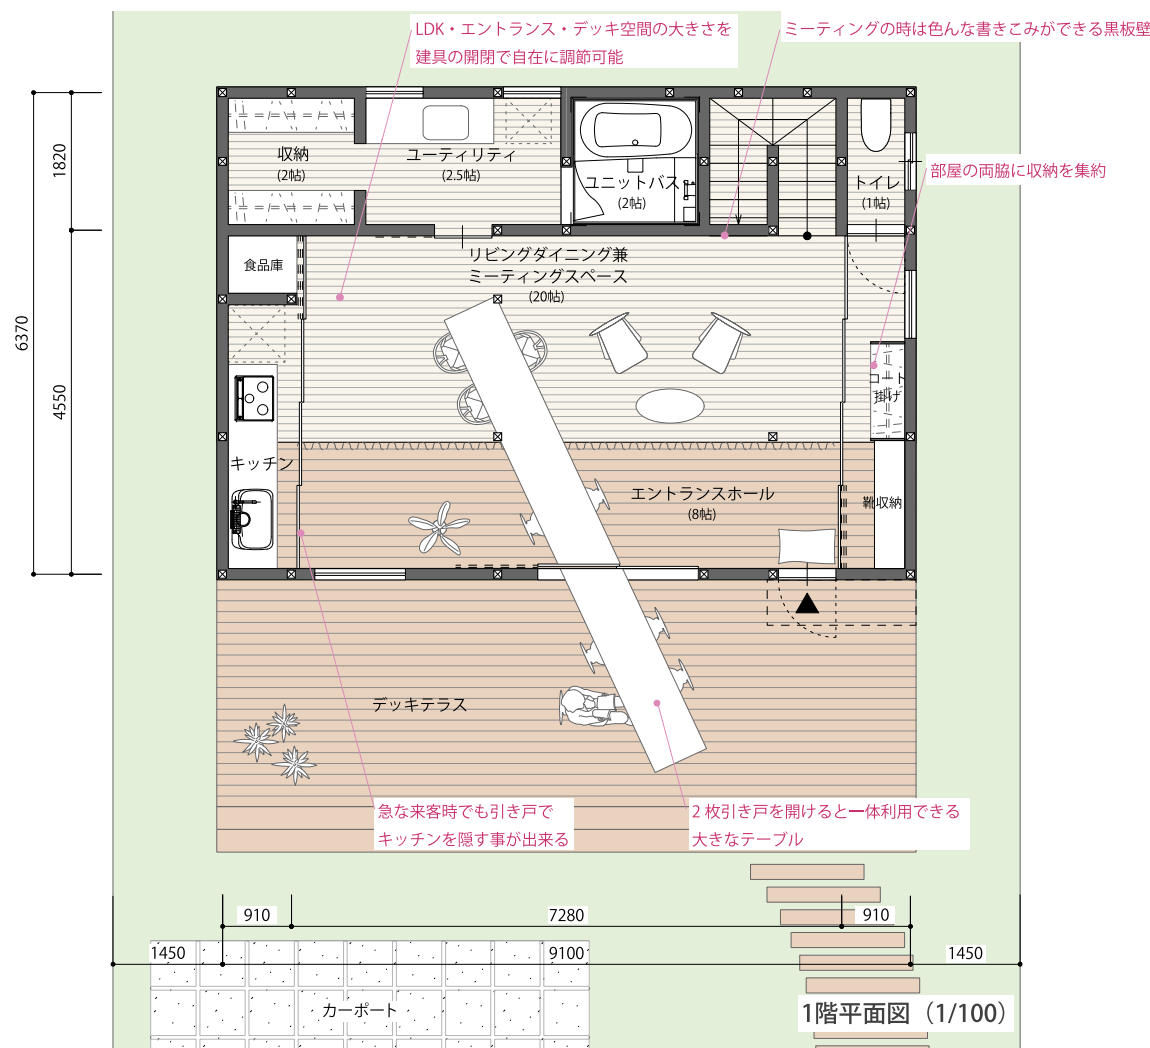 LDK・エントランス・デッキ空間の大きさを
建具の開閉で自在に調節可能
ミーティングの時は色んな書きこみができる黒板壁
1820
収納
(2帖)
ユーティリティ
(2.5帖)
ユニットバス
(2帖)
トイレ
(1帖)
部屋の両脇に収納を集約
食品庫
リビングダイニング兼
ミーティングスペース
(20帖)
6370
4550
コート
掛け
キッチン
エントランスホール
(8帖)
靴収納
デッキテラス
急な来客時でも引き戸で
キッチンを隠す事が出来る
2 枚引き戸を開けると一体利用できる
大きなテーブル
910
7280
910
1450
9100
1450
カーポート
1階平面図（1/100）